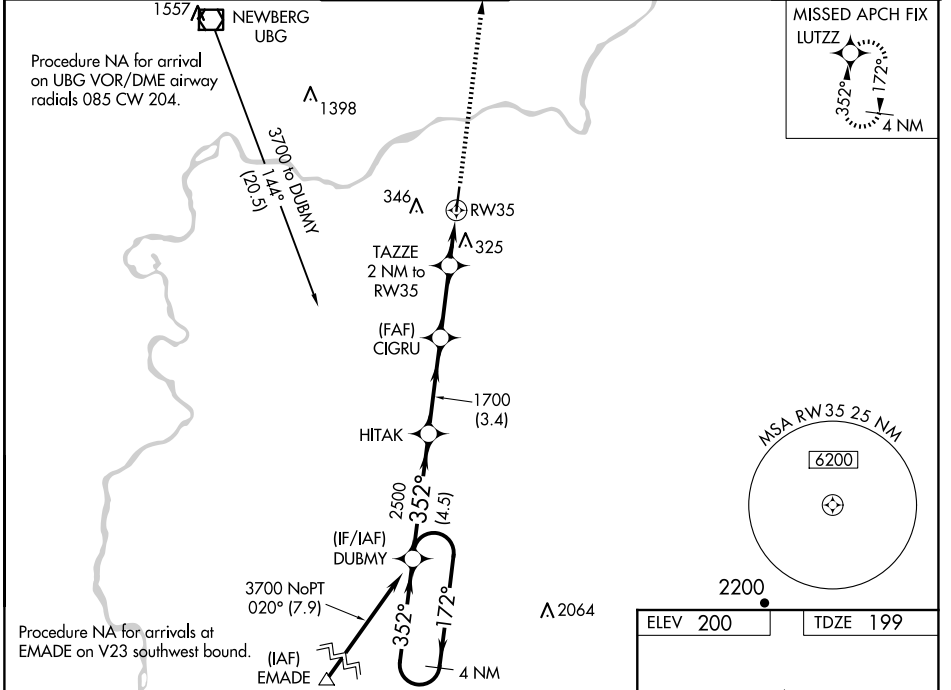 1557
NEWBERG
UBG
Procedure NA for arrival
on UBG VOR/DME airway
radials 085 CW 204.
1398
3700 to DUBMY
144°
(20.5)
MISSED APCH FIX
LUTZZ
352°
172°
4 NM
346
RW35
325
TAZZE
2 NM to
RW35
(FAF)
CIGRU
1700
(3.4)
HITAK
2500
352°
(4.5)
MSA RW35 25 NM
6200
(IF/IAF)
DUBMY
3700 NoPT
020° (7.9)
352°
172°
4 NM
2064
2200
Procedure NA for arrivals at
EMADE on V23 southwest bound.
(IAF)
EMADE
ELEV 200
TDZE 199